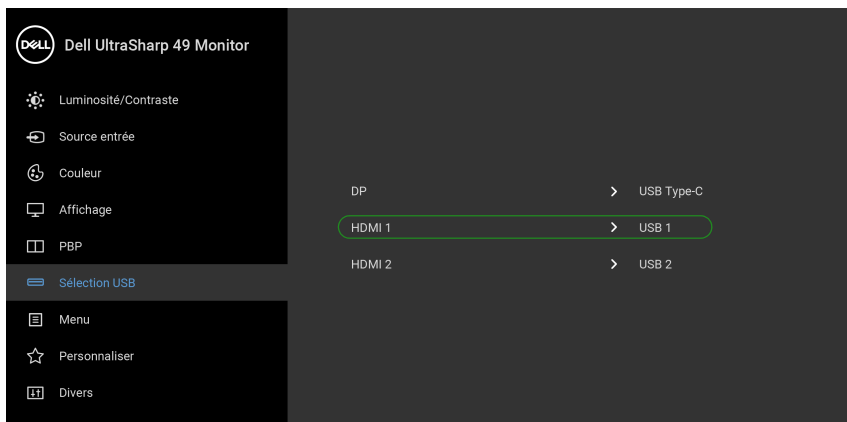 DELL Dell UltraSharp 49 Monitor
Luminosité/Contraste
Source entrée
Couleur
Affichage
PBP
Sélection USB
Menu
Personnaliser
Divers
DP USB Type-C
HDMI 1 USB 1
HDMI 2 USB 2